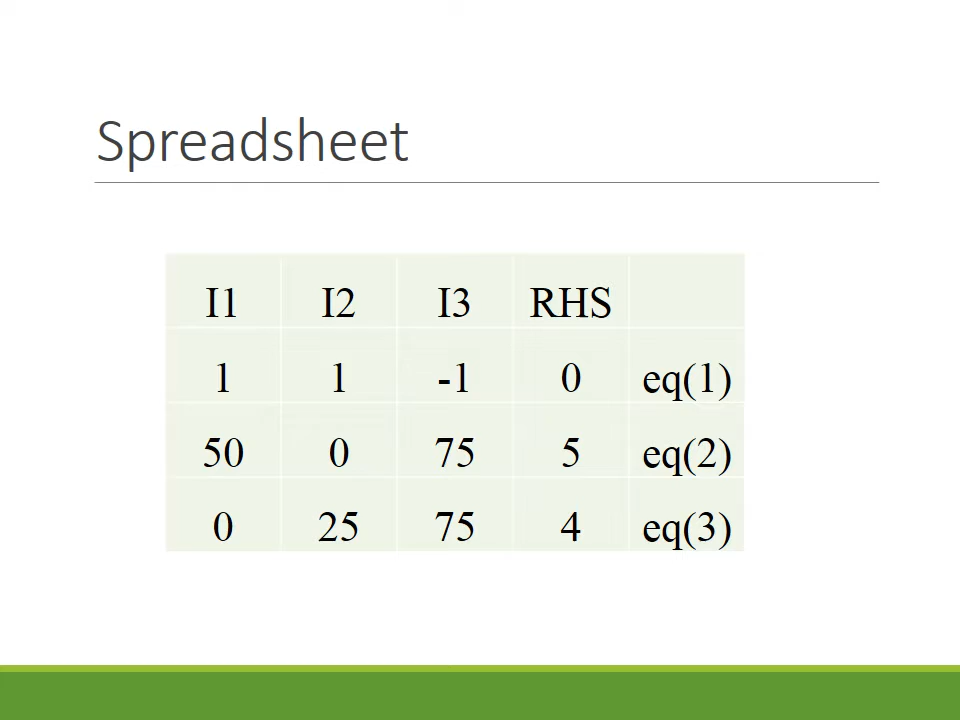 Spreadsheet
I1 I2 I3 RHS
1 1 -1 0 eq(1)
50 0 75 5 eq(2)
0 25 75 4 eq(3)